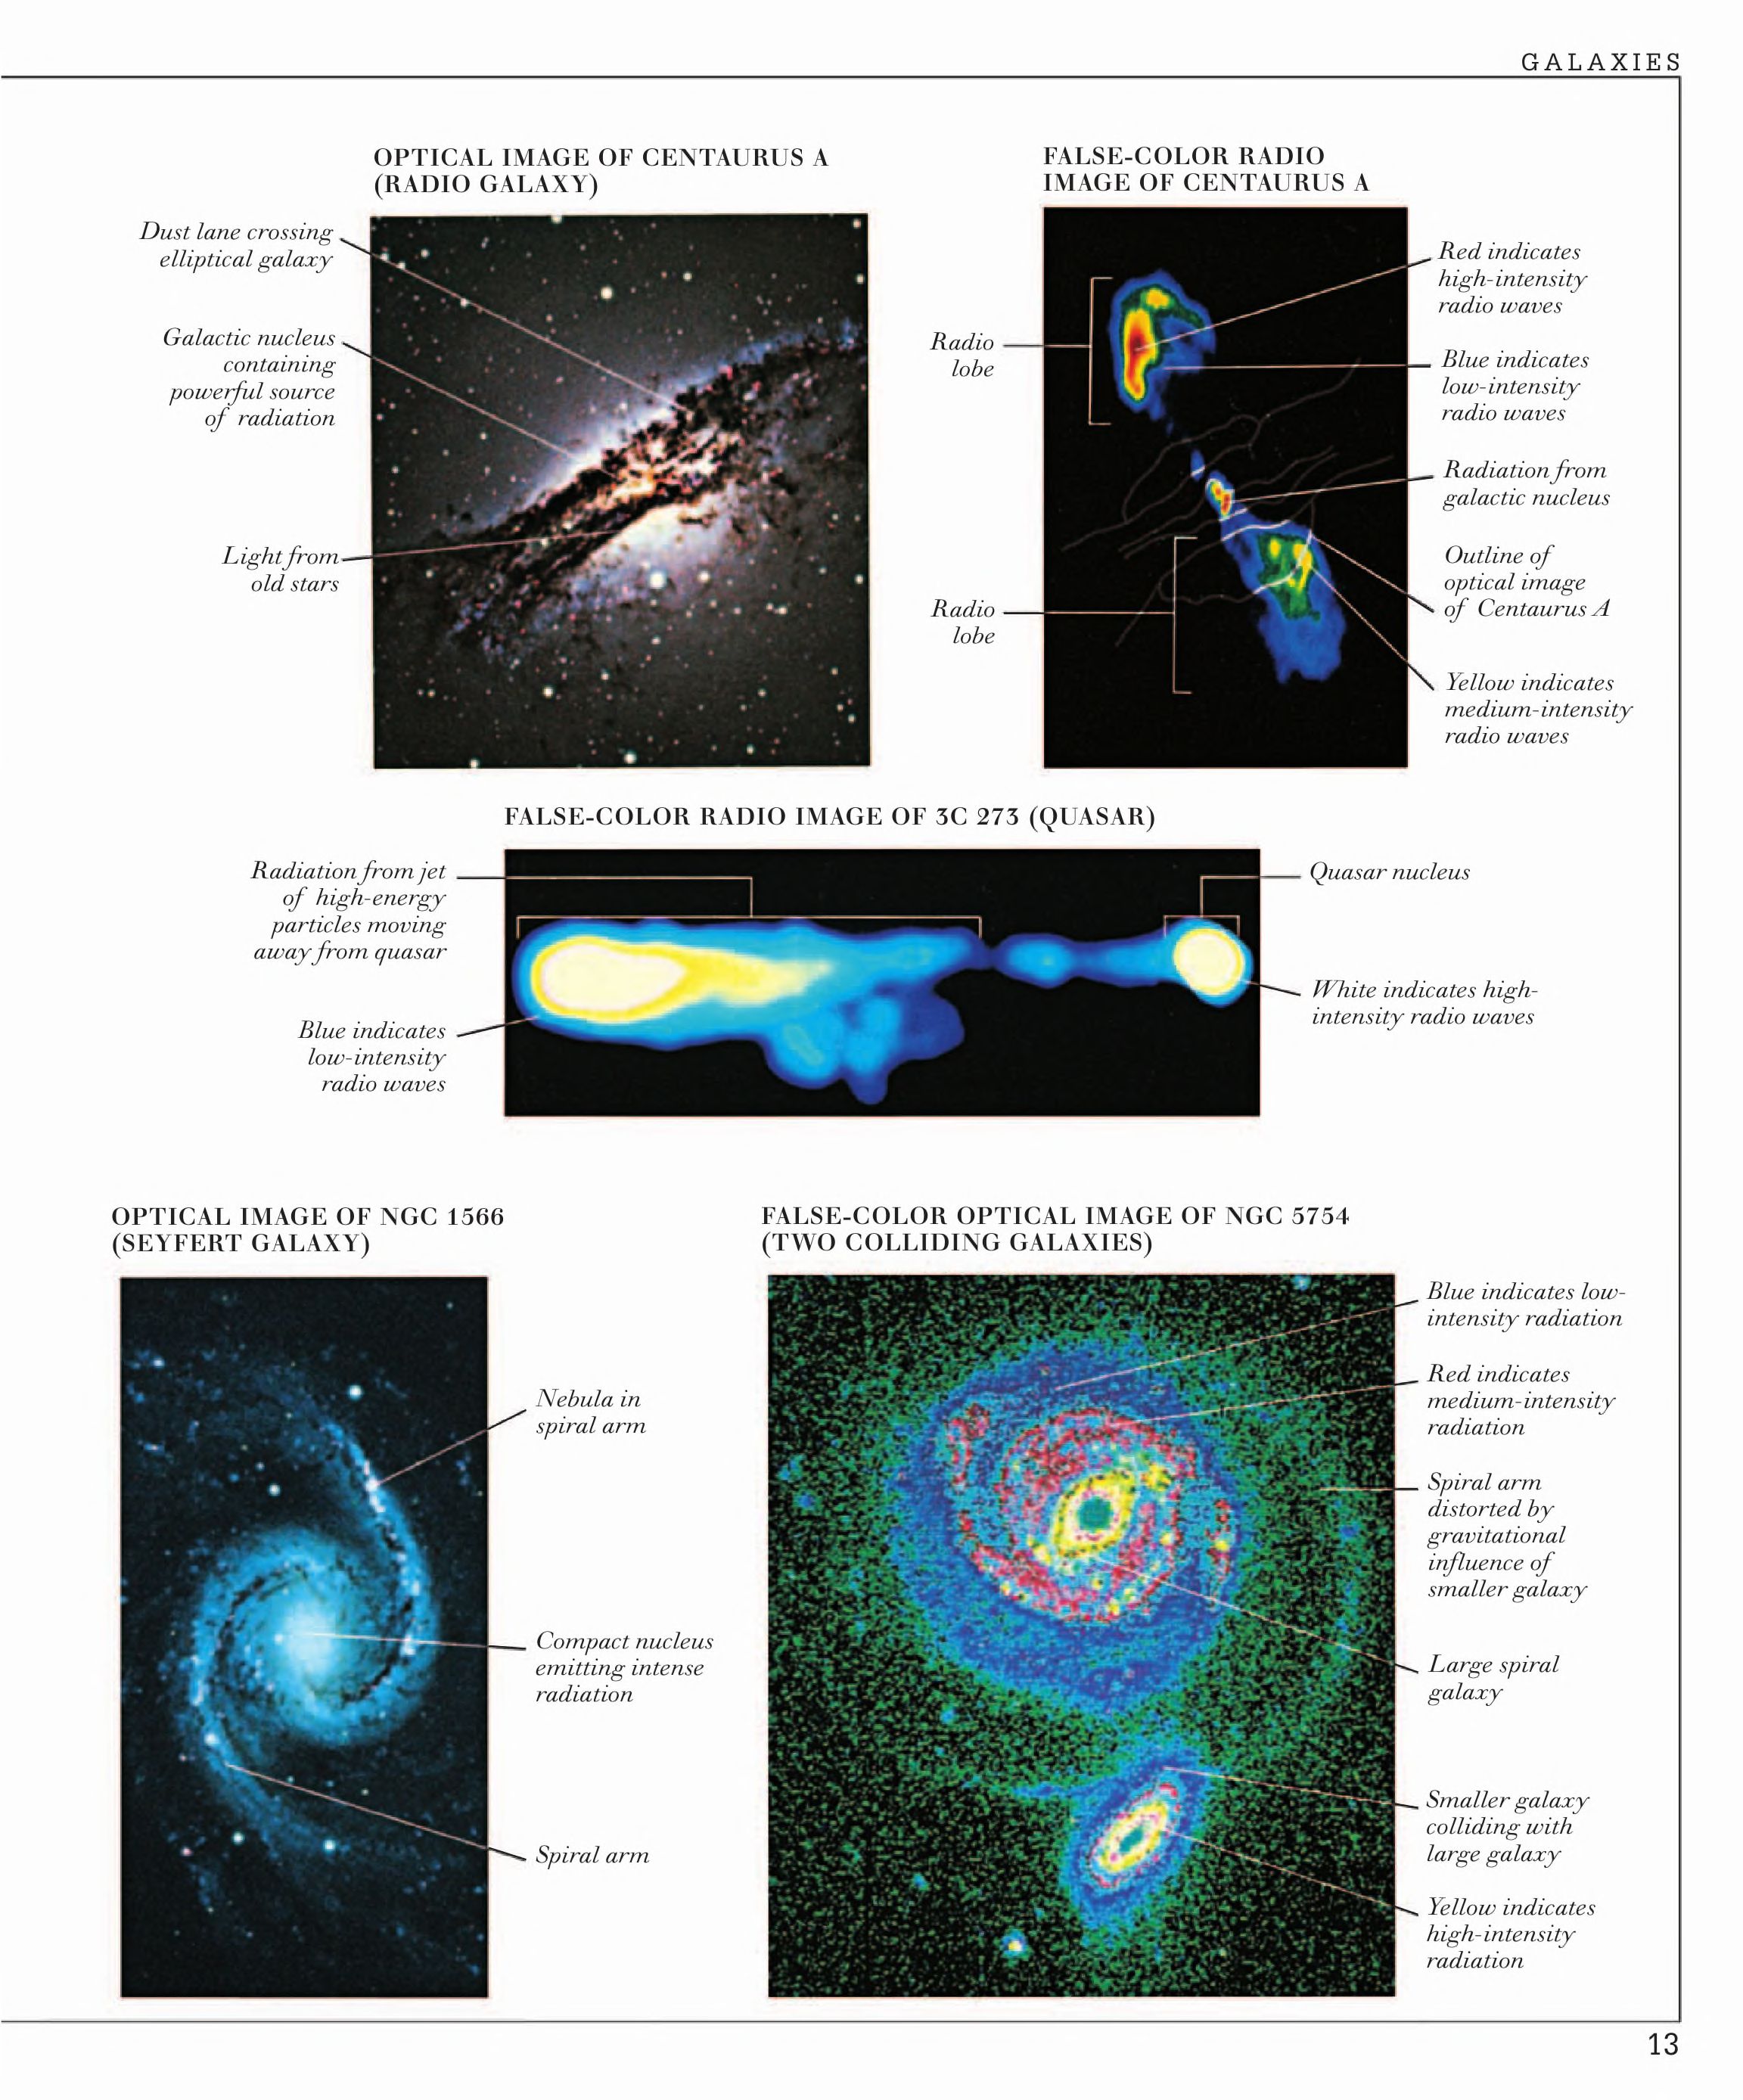 GALAXIES
OPTICAL IMAGE OF CENTAURUS A
(RADIO GALAXY)
Dust lane crossing
elliptical galaxy
Galactic nucleus
containing
powerful source
of radiation
Light from
old stars
FALSE-COLOR RADIO
IMAGE OF CENTAURUS A
Radio
lobe
Radio
lobe
Red indicates
high-intensity
radio waves
Blue indicates
low-intensity
radio waves
Radiation from
galactic nucleus
Outline of
optical image
of Centaurus A
Yellow indicates
medium-intensity
radio waves
FALSE-COLOR RADIO IMAGE OF 3C 273 (QUASAR)
Radiation from jet
of high-energy
particles moving
away from quasar
Blue indicates
low-intensity
radio waves
Quasar nucleus
White indicates high-
intensity radio waves
OPTICAL IMAGE OF NGC 1566
(SEYFERT GALAXY)
Nebula in
spiral arm
Compact nucleus
emitting intense
radiation
Spiral arm
FALSE-COLOR OPTICAL IMAGE OF NGC 5754
(TWO COLLIDING GALAXIES)
Blue indicates low-
intensity radiation
Red indicates
medium-intensity
radiation
Spiral arm
distorted by
gravitational
influence of
smaller galaxy
Large spiral
galaxy
Smaller galaxy
colliding with
large galaxy
Yellow indicates
high-intensity
radiation
13